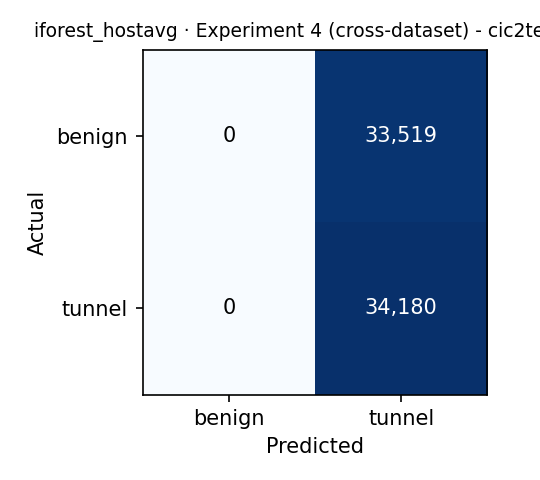 iforest_hostavg · Experiment 4 (cross-dataset) - cic2te
benign 0 33,519
Actual
tunnel 0 34,180
benign tunnel
Predicted